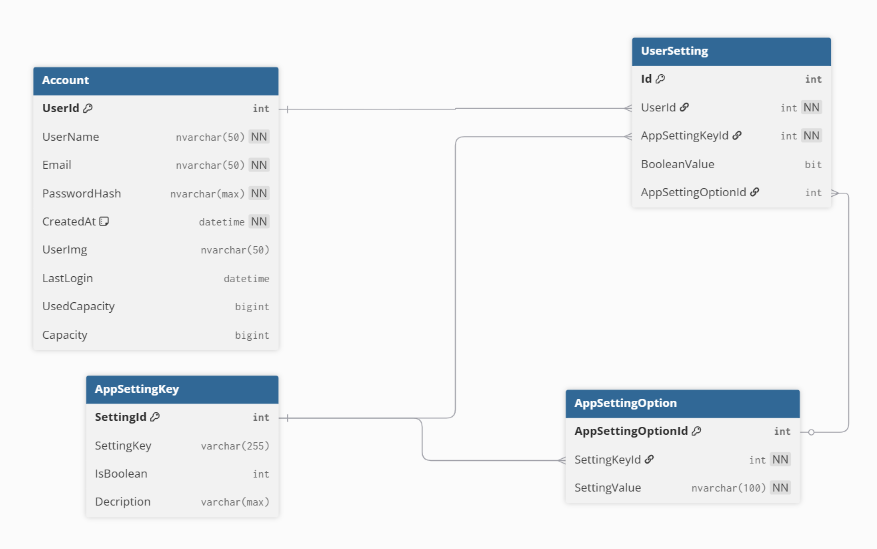 Account
UserId int
UserName nvarchar(50) NN
Email nvarchar(50) NN
PasswordHash nvarchar(max) NN
CreatedAt datetime NN
UserImg nvarchar(50)
LastLogin datetime
UsedCapacity bigint
Capacity bigint
UserSetting
Id int
UserId int NN
AppSettingKeyId int NN
BooleanValue bit
AppSettingOptionId int
AppSettingKey
SettingId int
SettingKey varchar(255)
IsBoolean int
Decription varchar(max)
AppSettingOption
AppSettingOptionId int
SettingKeyId int NN
SettingValue nvarchar(100) NN